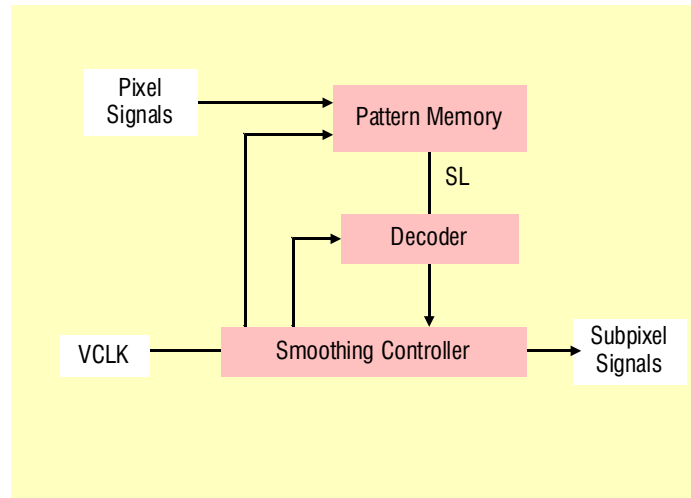 Pixel
Signals
Pattern Memory
SL
Decoder
VCLK
Smoothing Controller
Subpixel
Signals